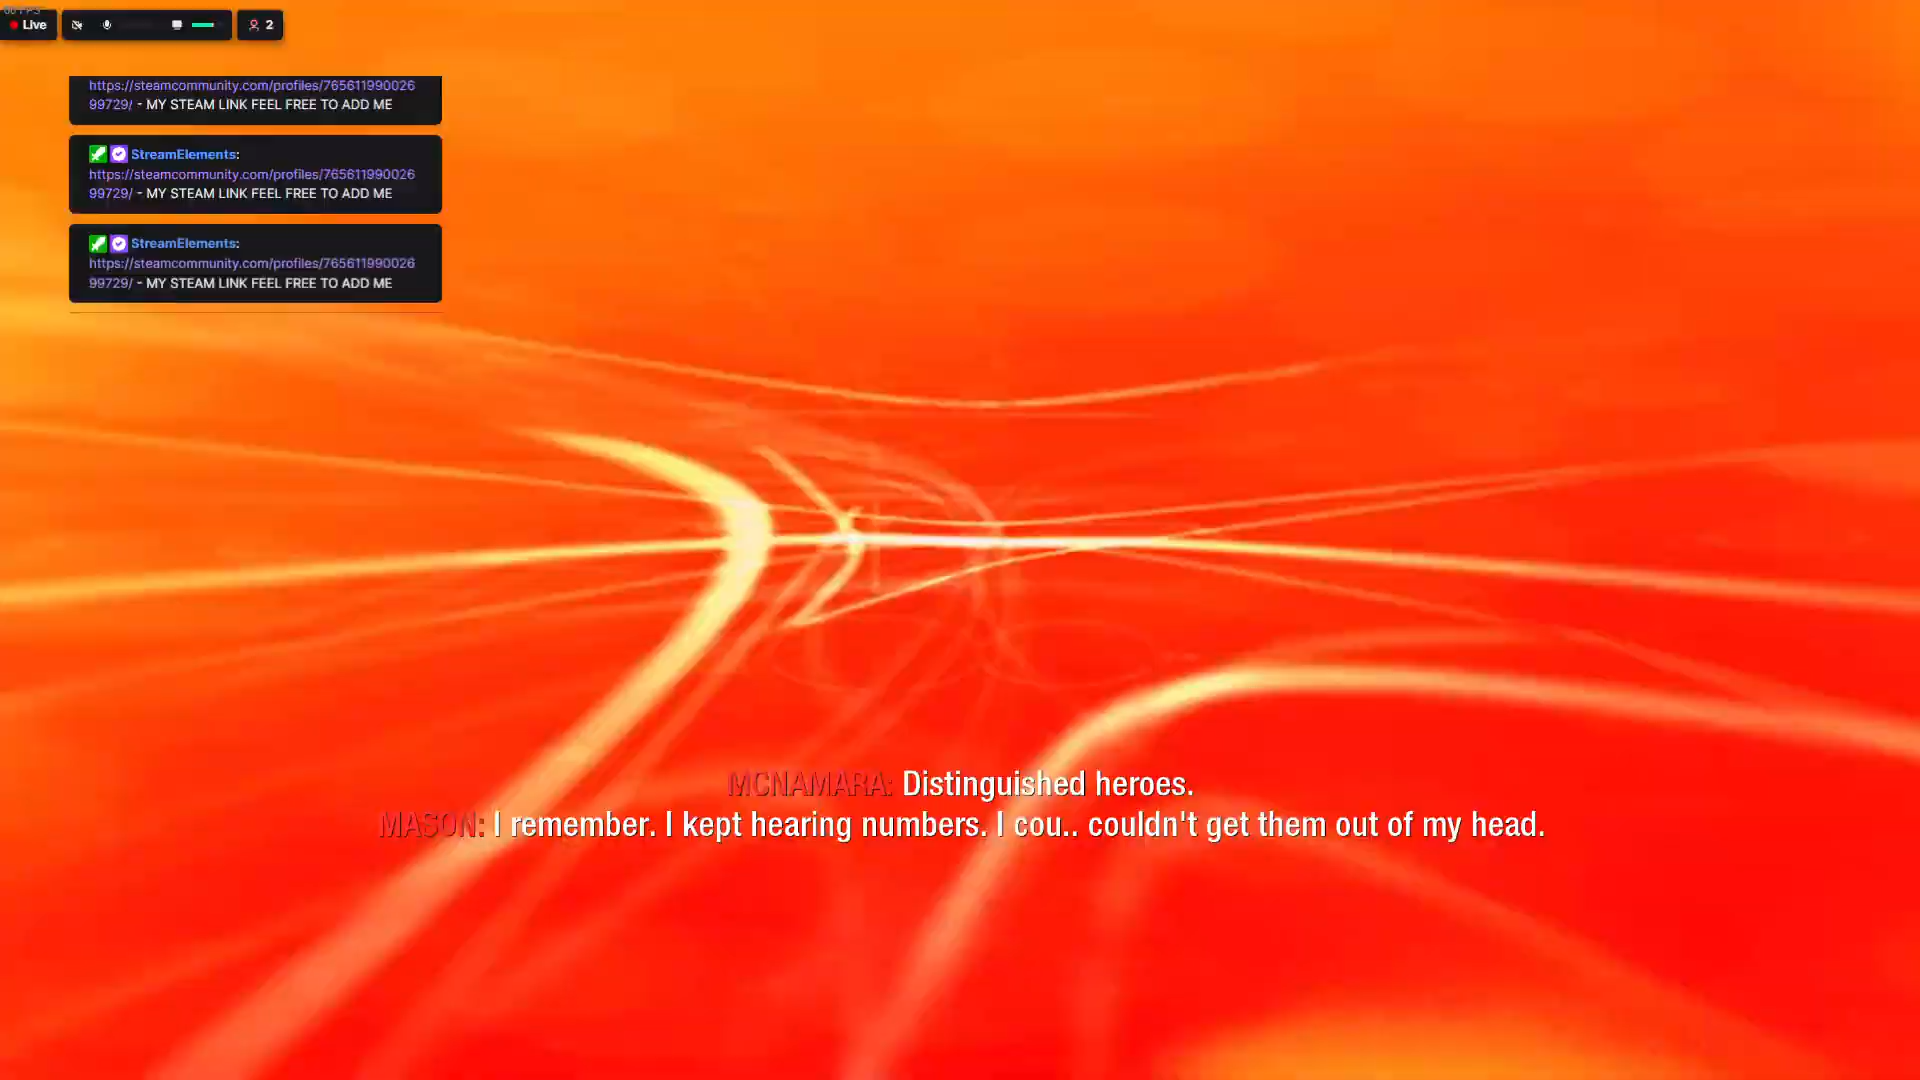 60 FPS
Live
2
https://steamcommunity.com/profiles/765611990026
99729/ - MY STEAM LINK FEEL FREE TO ADD ME
StreamElements:
https://steamcommunity.com/profiles/765611990026
99729/ - MY STEAM LINK FEEL FREE TO ADD ME
StreamElements:
https://steamcommunity.com/profiles/765611990026
99729/ - MY STEAM LINK FEEL FREE TO ADD ME
MCNAMARA: Distinguished heroes.
MASON: I remember. I kept hearing numbers. I cou.. couldn't get them out of my head.